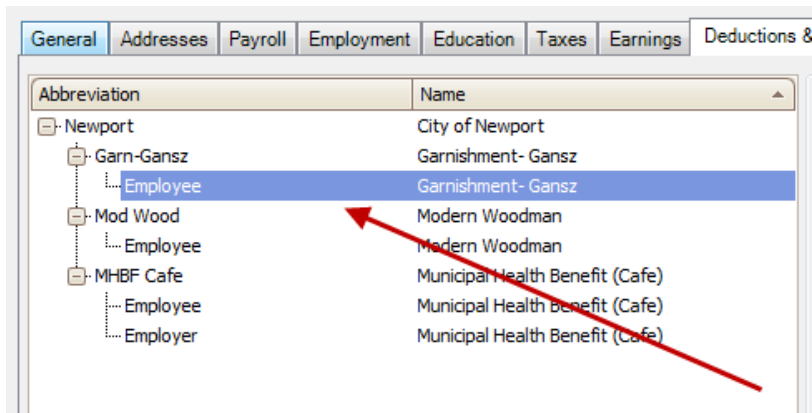 General Addresses Payroll Employment Education Taxes Earnings Deductions &
Abbreviation Name
Newport City of Newport
Garn-Gansz Garnishment- Gansz
Employee Garnishment- Gansz
Mod Wood Modern Woodman
Employee Modern Woodman
MHBF Cafe Municipal Health Benefit (Cafe)
Employee Municipal Health Benefit (Cafe)
Employer Municipal Health Benefit (Cafe)